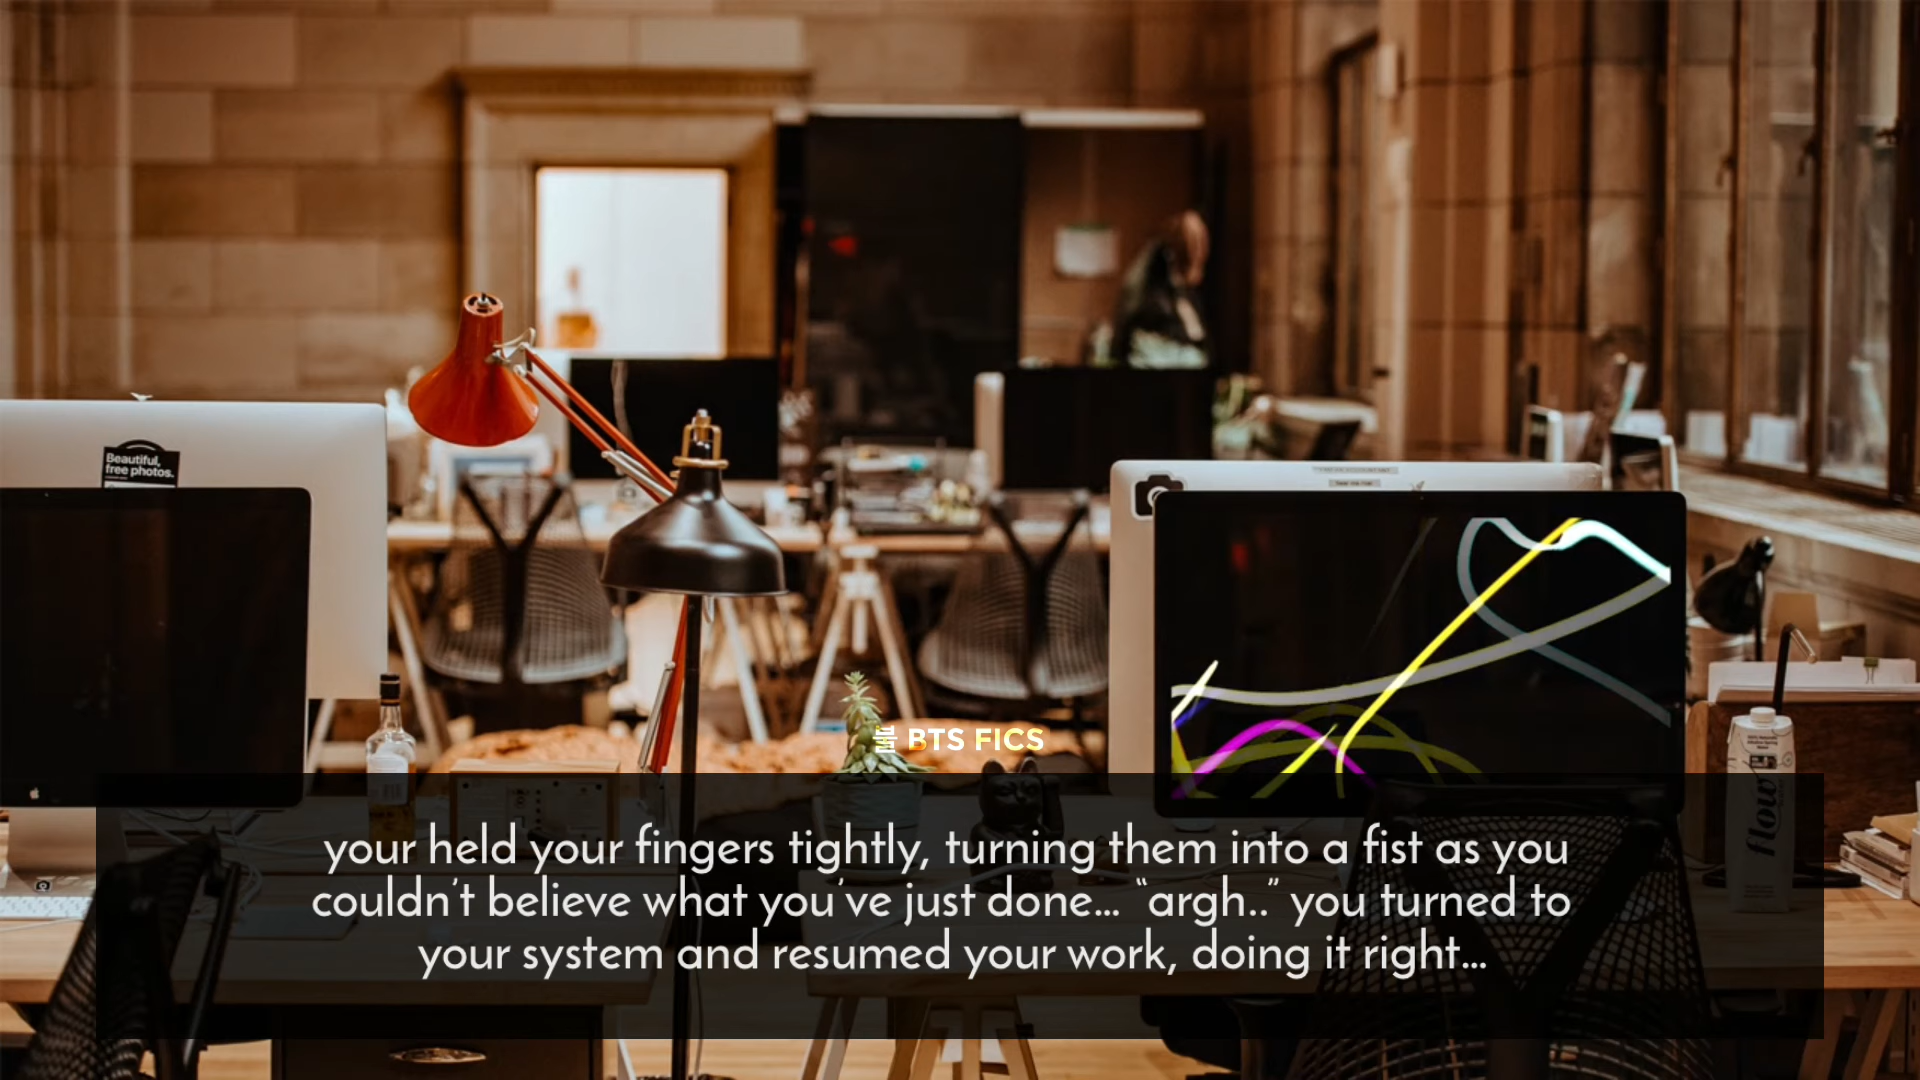 Beautiful,
free photos.
BTS FICS
flow
your held your fingers tightly, turning them into a fist as you
couldn't believe what you've just done... “argh..” you turned to
your system and resumed your work, doing it right...